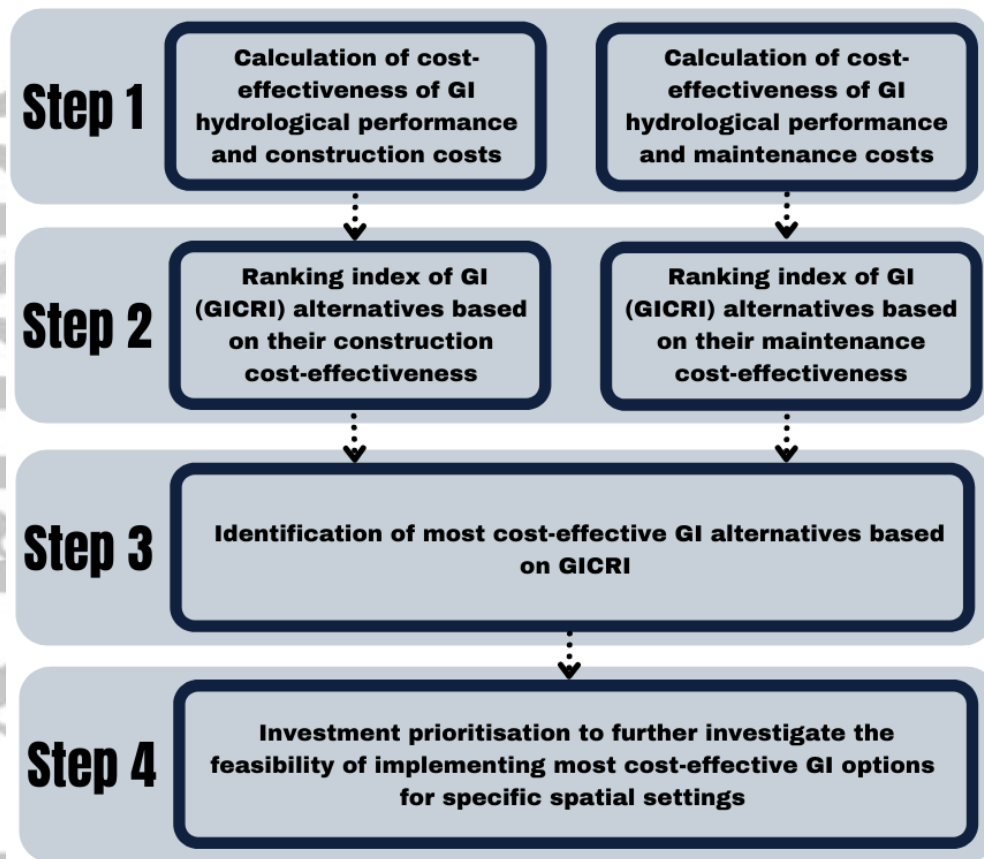 Step 1
Calculation of cost-
effectiveness of GI
hydrological performance
and construction costs
Calculation of cost-
effectiveness of GI
hydrological performance
and maintenance costs
Step 2
Ranking index of GI
(GICRI) alternatives based
on their construction
cost-effectiveness
Ranking index of GI
(GICRI) alternatives based
on their maintenance
cost-effectiveness
Step 3
Identification of most cost-effective GI alternatives based
on GICRI
Step 4
Investment prioritisation to further investigate the
feasibility of implementing most cost-effective GI options
for specific spatial settings